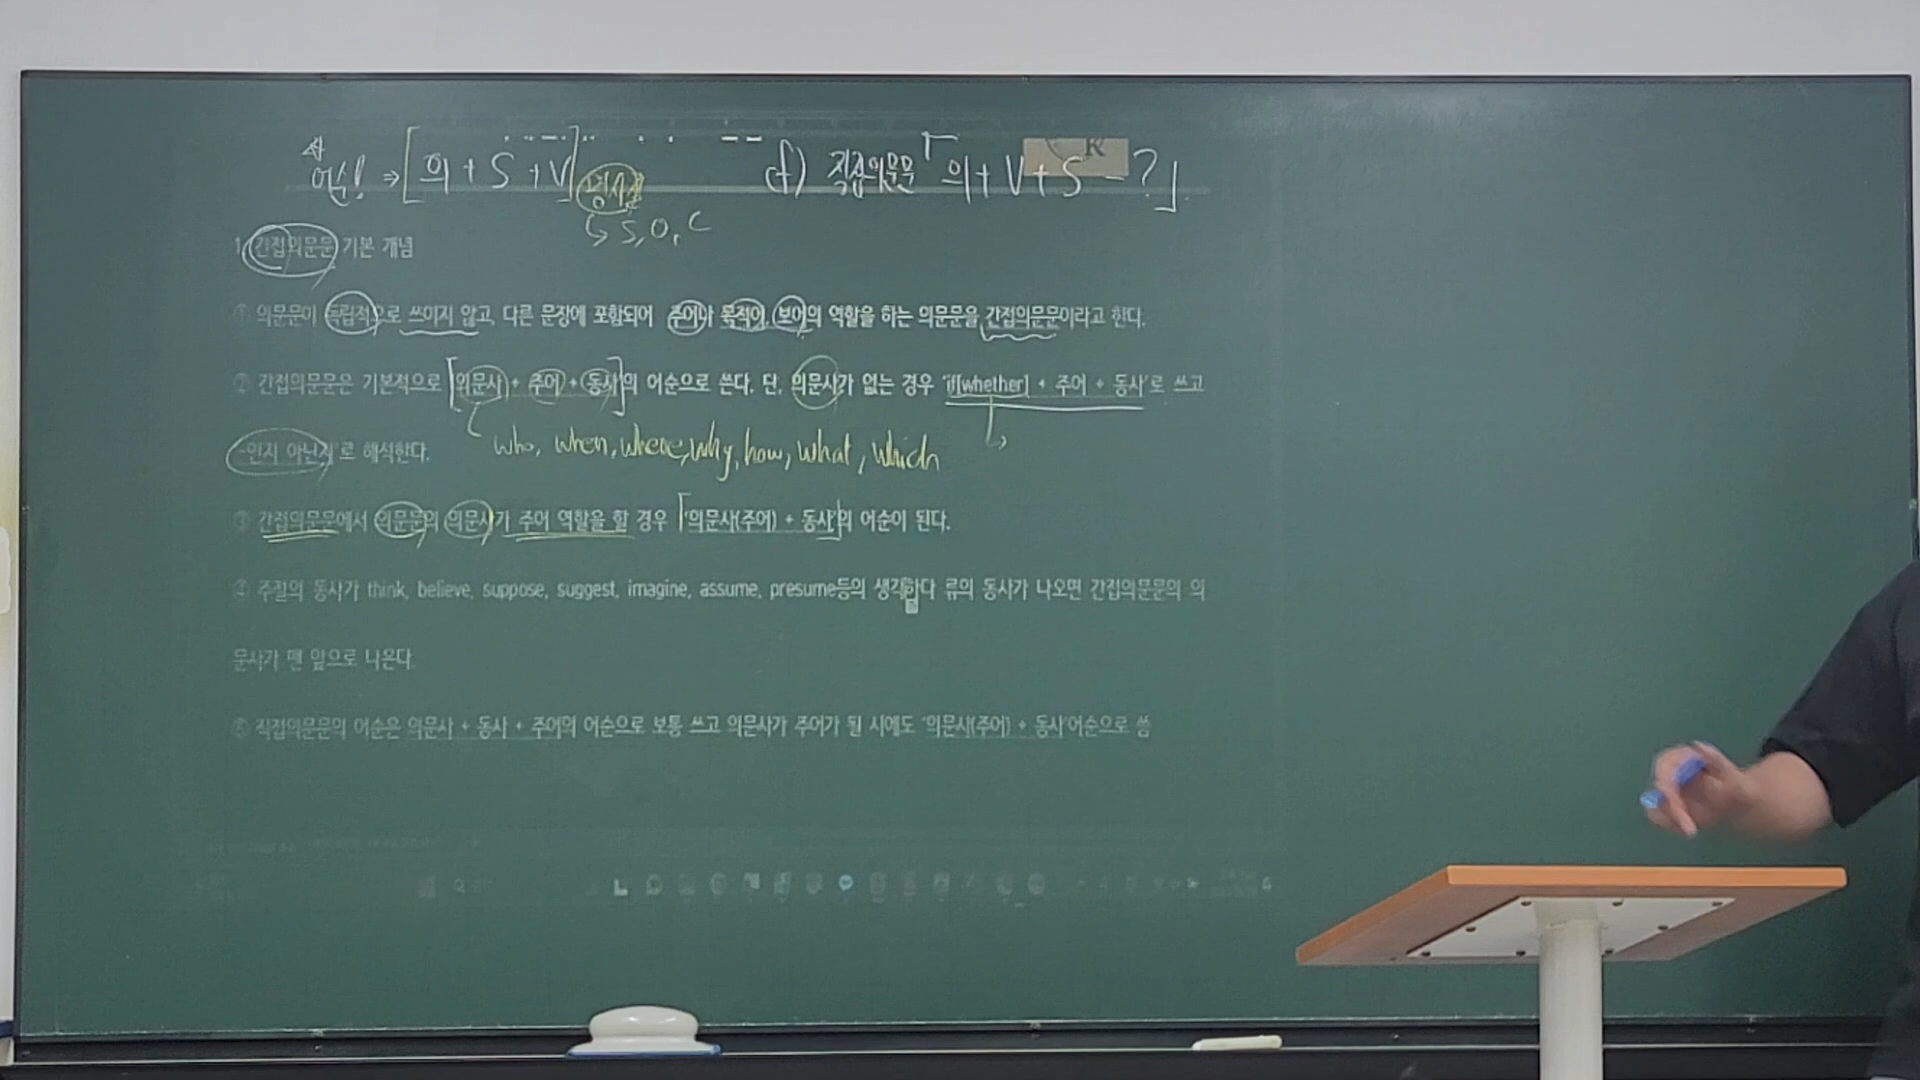 어순! ⇒ [의 + S + V] 명사절 cf) 직접의문문 「의 + V + S ~ ?」
↳ S, O, C
1. 간접의문문 기본 개념
① 의문문이 독립적으로 쓰이지 않고, 다른 문장에 포함되어 주어나 목적어, 보어의 역할을 하는 의문문을 간접의문문이라고 한다.
② 간접의문문은 기본적으로 '의문사 + 주어 + 동사'의 어순으로 쓴다. 단, 의문사가 없는 경우 'if[whether] + 주어 + 동사'로 쓰고
'~인지 아닌지'로 해석한다.
who, when, where, why, how, what, which
③ 간접의문문에서 의문문의 의문사가 주어 역할을 할 경우 '의문사(주어) + 동사'의 어순이 된다.
④ 주절의 동사가 think, believe, suppose, suggest, imagine, assume, presume등의 생각하다 류의 동사가 나오면 간접의문문의 의
문사가 맨 앞으로 나온다.
⑤ 직접의문문의 어순은 의문사 + 동사 + 주어의 어순으로 보통 쓰고 의문사가 주어가 될 시에도 '의문사(주어) + 동사'어순으로 씀